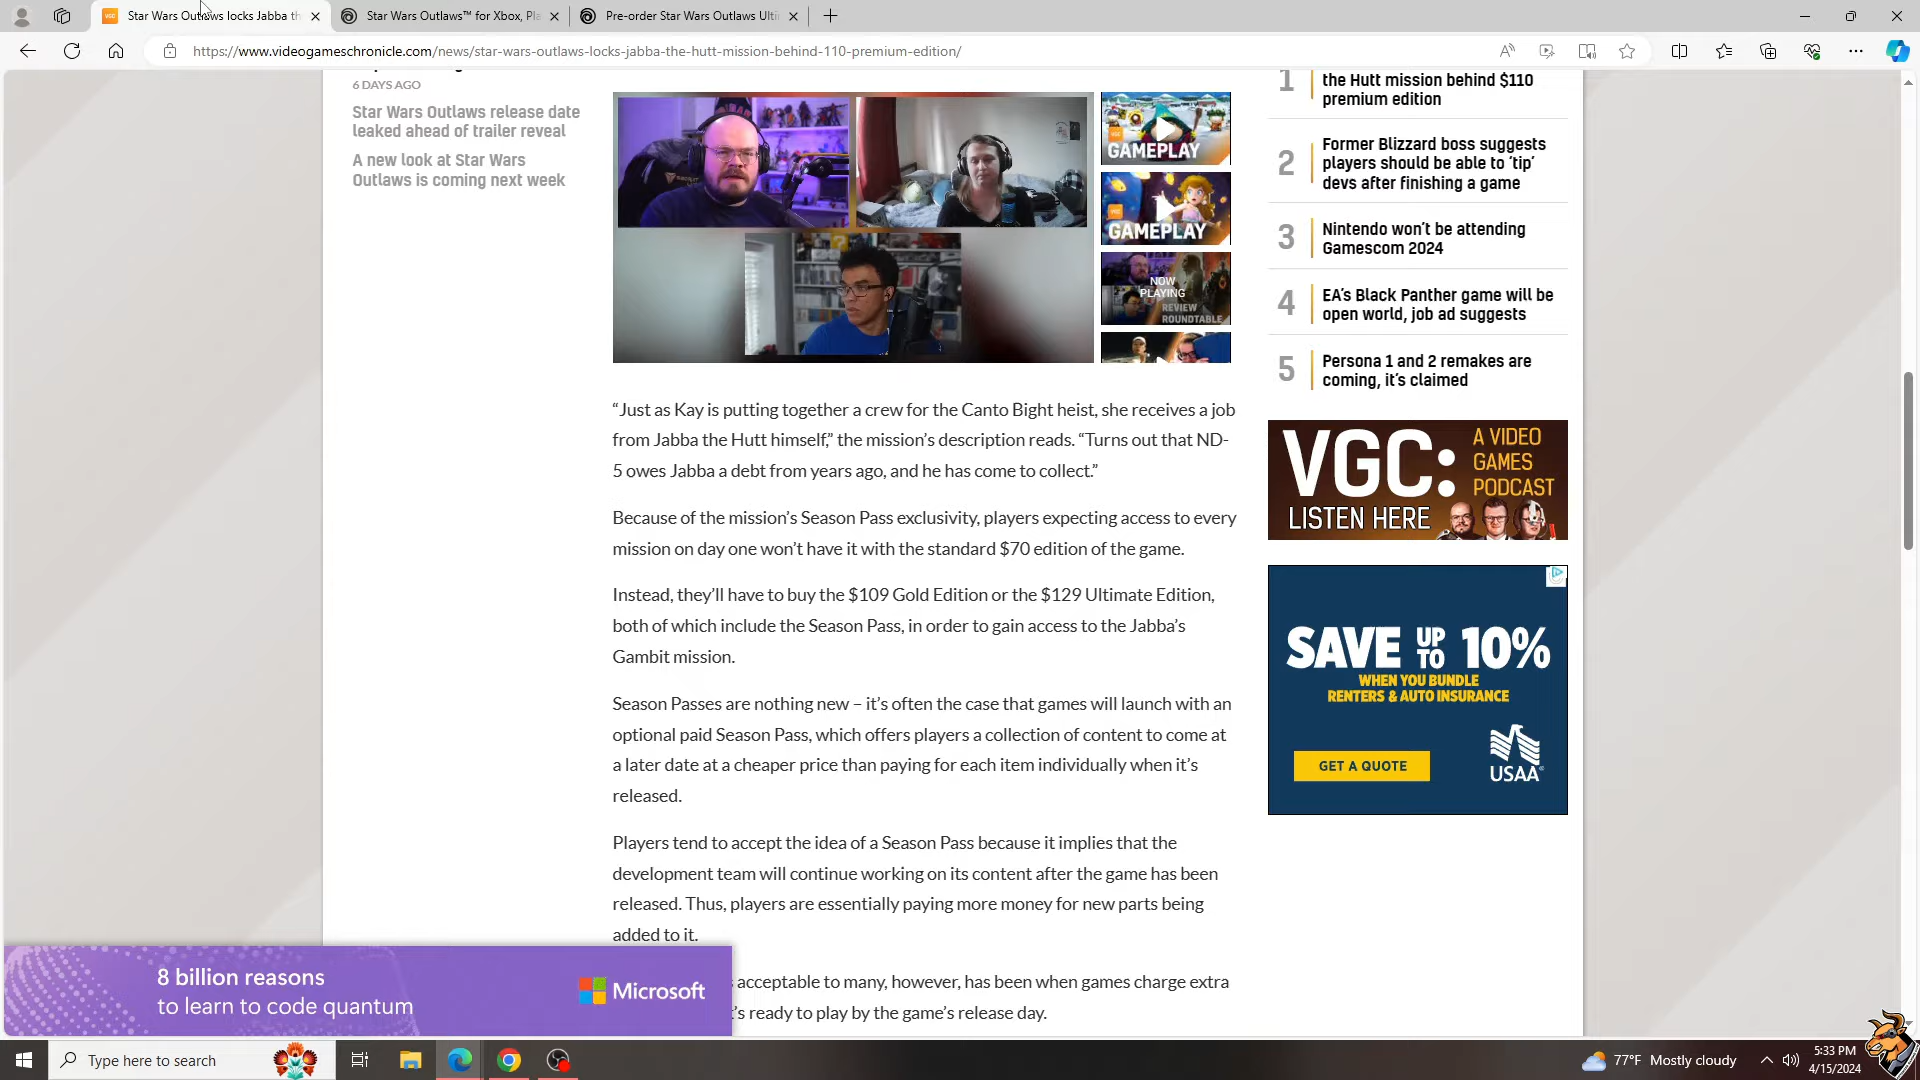 Star Wars Outlaws locks Jabba th
Star Wars Outlaws™ for Xbox, Pla
Pre-order Star Wars Outlaws Ulti
https://www.videogameschronicle.com/news/star-wars-outlaws-locks-jabba-the-hutt-mission-behind-110-premium-edition/
6 DAYS AGO
Star Wars Outlaws release date
leaked ahead of trailer reveal
A new look at Star Wars
Outlaws is coming next week
GAMEPLAY
GAMEPLAY
NOW
PLAYING
REVIEW
ROUNDTABLE
“Just as Kay is putting together a crew for the Canto Bight heist, she receives a job
from Jabba the Hutt himself,” the mission’s description reads. “Turns out that ND-
5 owes Jabba a debt from years ago, and he has come to collect.”
Because of the mission’s Season Pass exclusivity, players expecting access to every
mission on day one won’t have it with the standard $70 edition of the game.
Instead, they’ll have to buy the $109 Gold Edition or the $129 Ultimate Edition,
both of which include the Season Pass, in order to gain access to the Jabba’s
Gambit mission.
Season Passes are nothing new – it’s often the case that games will launch with an
optional paid Season Pass, which offers players a collection of content to come at
a later date at a cheaper price than paying for each item individually when it’s
released.
Players tend to accept the idea of a Season Pass because it implies that the
development team will continue working on its content after the game has been
released. Thus, players are essentially paying more money for new parts being
added to it.
acceptable to many, however, has been when games charge extra
’s ready to play by the game’s release day.
1
the Hutt mission behind $110
premium edition
2
Former Blizzard boss suggests
players should be able to ‘tip’
devs after finishing a game
3
Nintendo won’t be attending
Gamescom 2024
4
EA’s Black Panther game will be
open world, job ad suggests
5
Persona 1 and 2 remakes are
coming, it’s claimed
VGC:
A VIDEO
GAMES
PODCAST
LISTEN HERE
SAVE UP TO 10%
WHEN YOU BUNDLE
RENTERS & AUTO INSURANCE
GET A QUOTE
USAA
8 billion reasons
to learn to code quantum
Microsoft
Type here to search
77°F Mostly cloudy
5:33 PM
4/15/2024